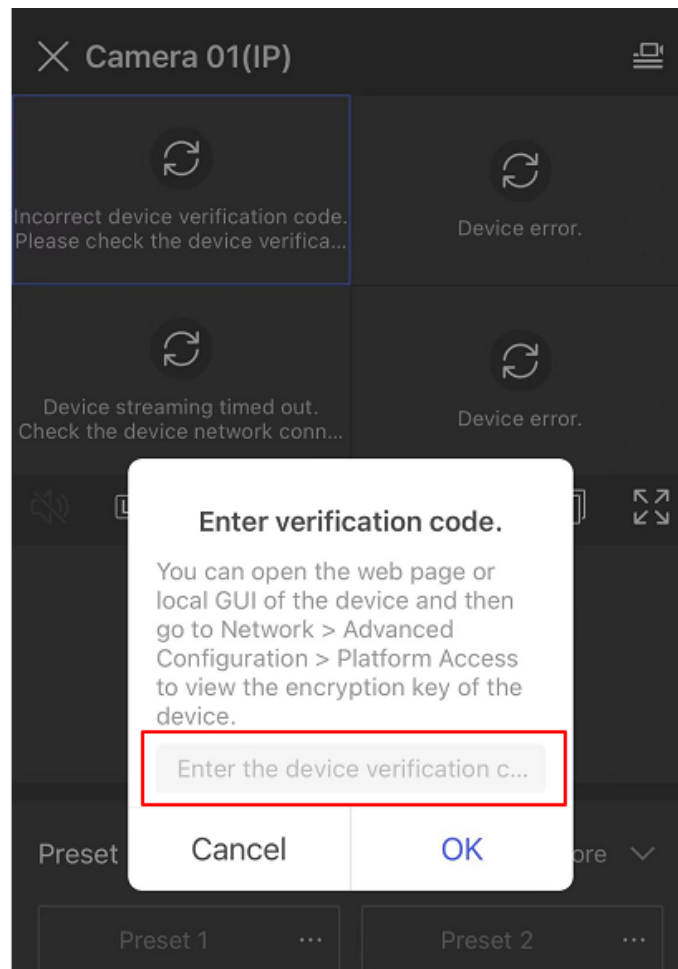 Camera 01(IP)
Incorrect device verification code.
Please check the device verifica...
Device error.
Device streaming timed out.
Check the device network conn...
Device error.
Enter verification code.
You can open the web page or
local GUI of the device and then
go to Network > Advanced
Configuration > Platform Access
to view the encryption key of the
device.
Enter the device verification c...
Cancel
OK
Preset
ore
Preset 1
...
Preset 2
...